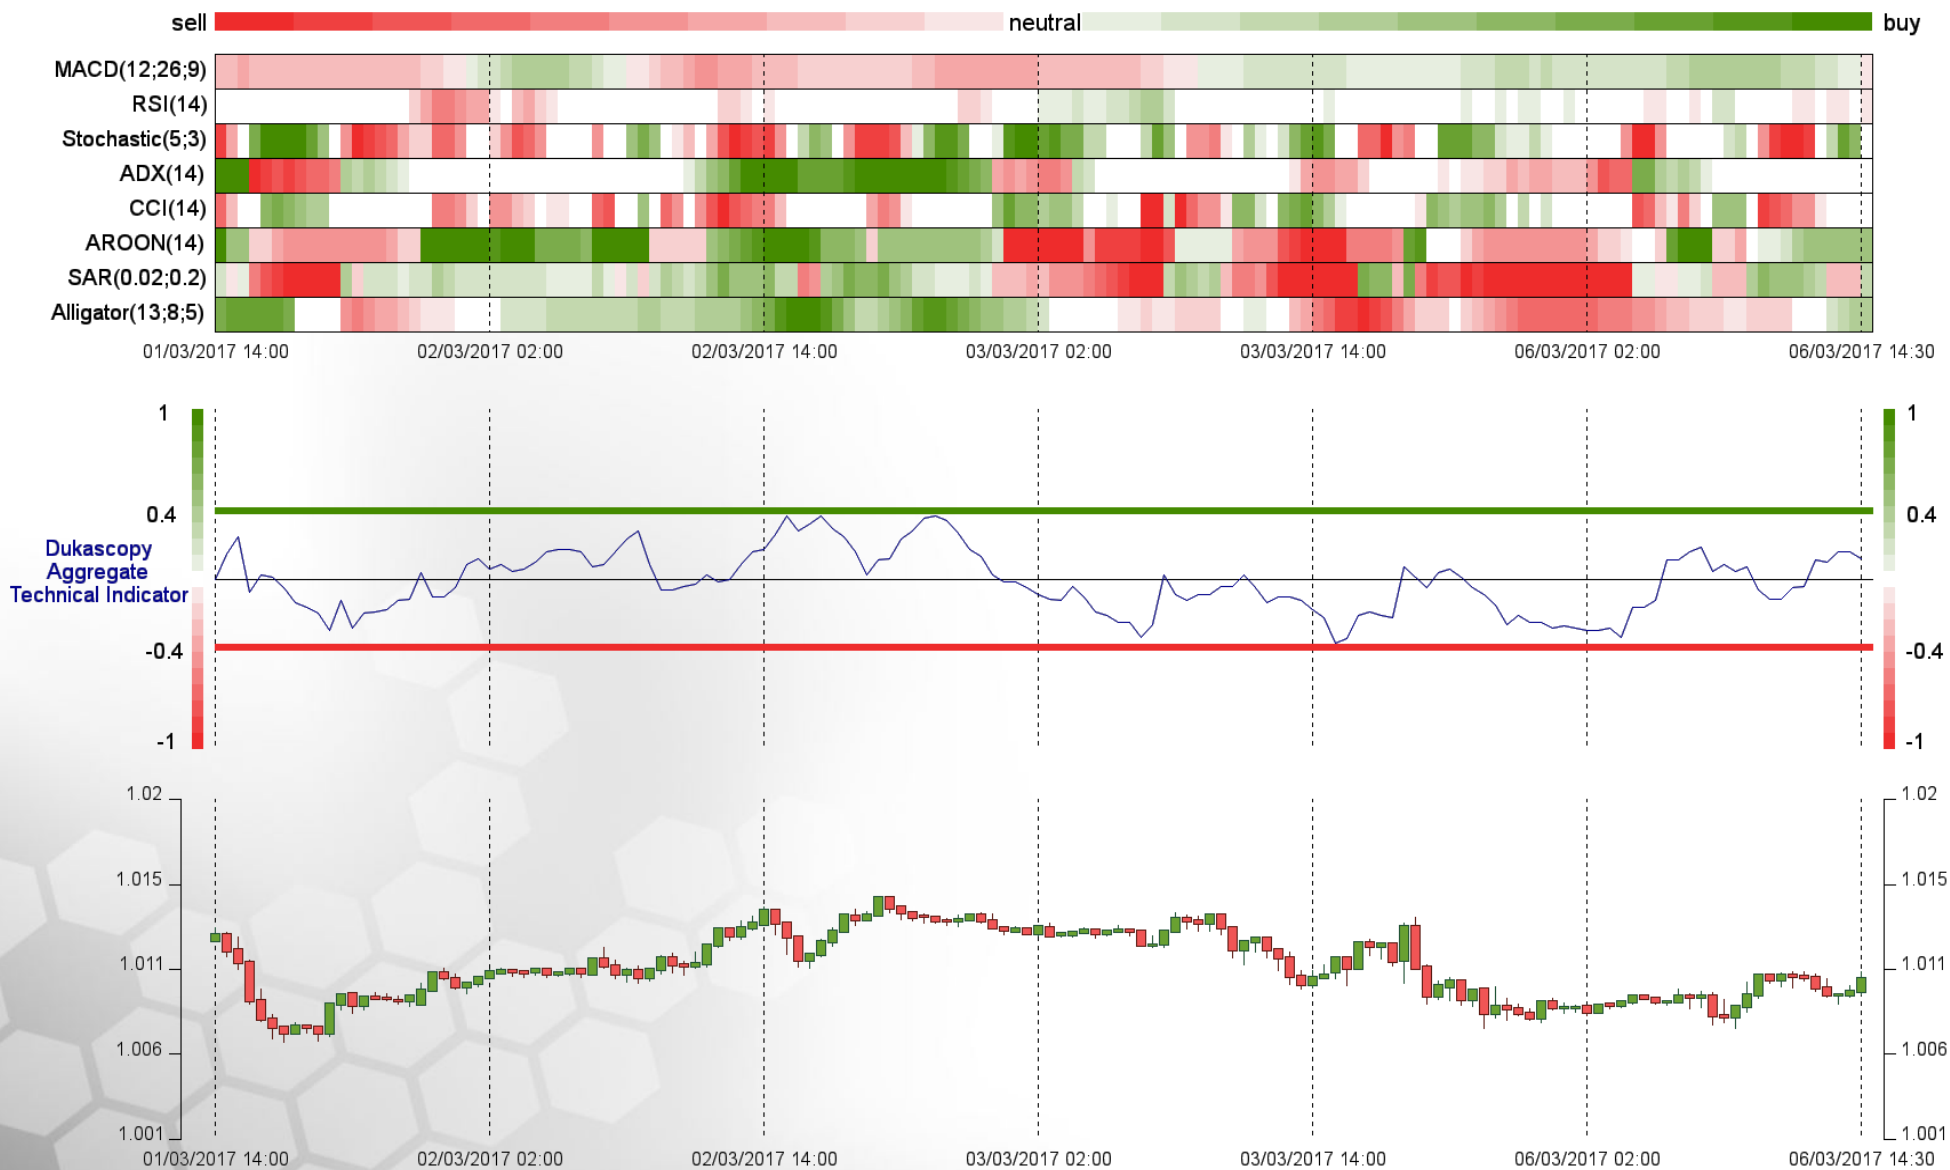 sell neutral buy
MACD(12;26;9)
RSI(14)
Stochastic(5;3)
ADX(14)
CCI(14)
AROON(14)
SAR(0.02;0.2)
Alligator(13;8;5)
01/03/2017 14:00 02/03/2017 02:00 02/03/2017 14:00 03/03/2017 02:00 03/03/2017 14:00 06/03/2017 02:00 06/03/2017 14:30
1 1
0.4 0.4
Dukascopy
Aggregate
Technical Indicator
-0.4 -0.4
-1 -1
1.02 1.02
1.015 1.015
1.011 1.011
1.006 1.006
1.001 1.001
01/03/2017 14:00 02/03/2017 02:00 02/03/2017 14:00 03/03/2017 02:00 03/03/2017 14:00 06/03/2017 02:00 06/03/2017 14:30